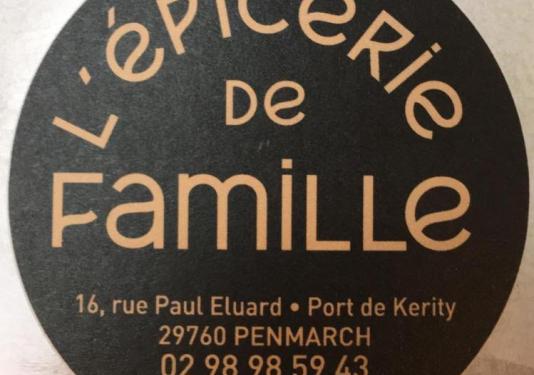 L'épicerie
de
Famille
16, rue Paul Eluard • Port de Kerity
29760 PENMARCH
02 98 98 59 43